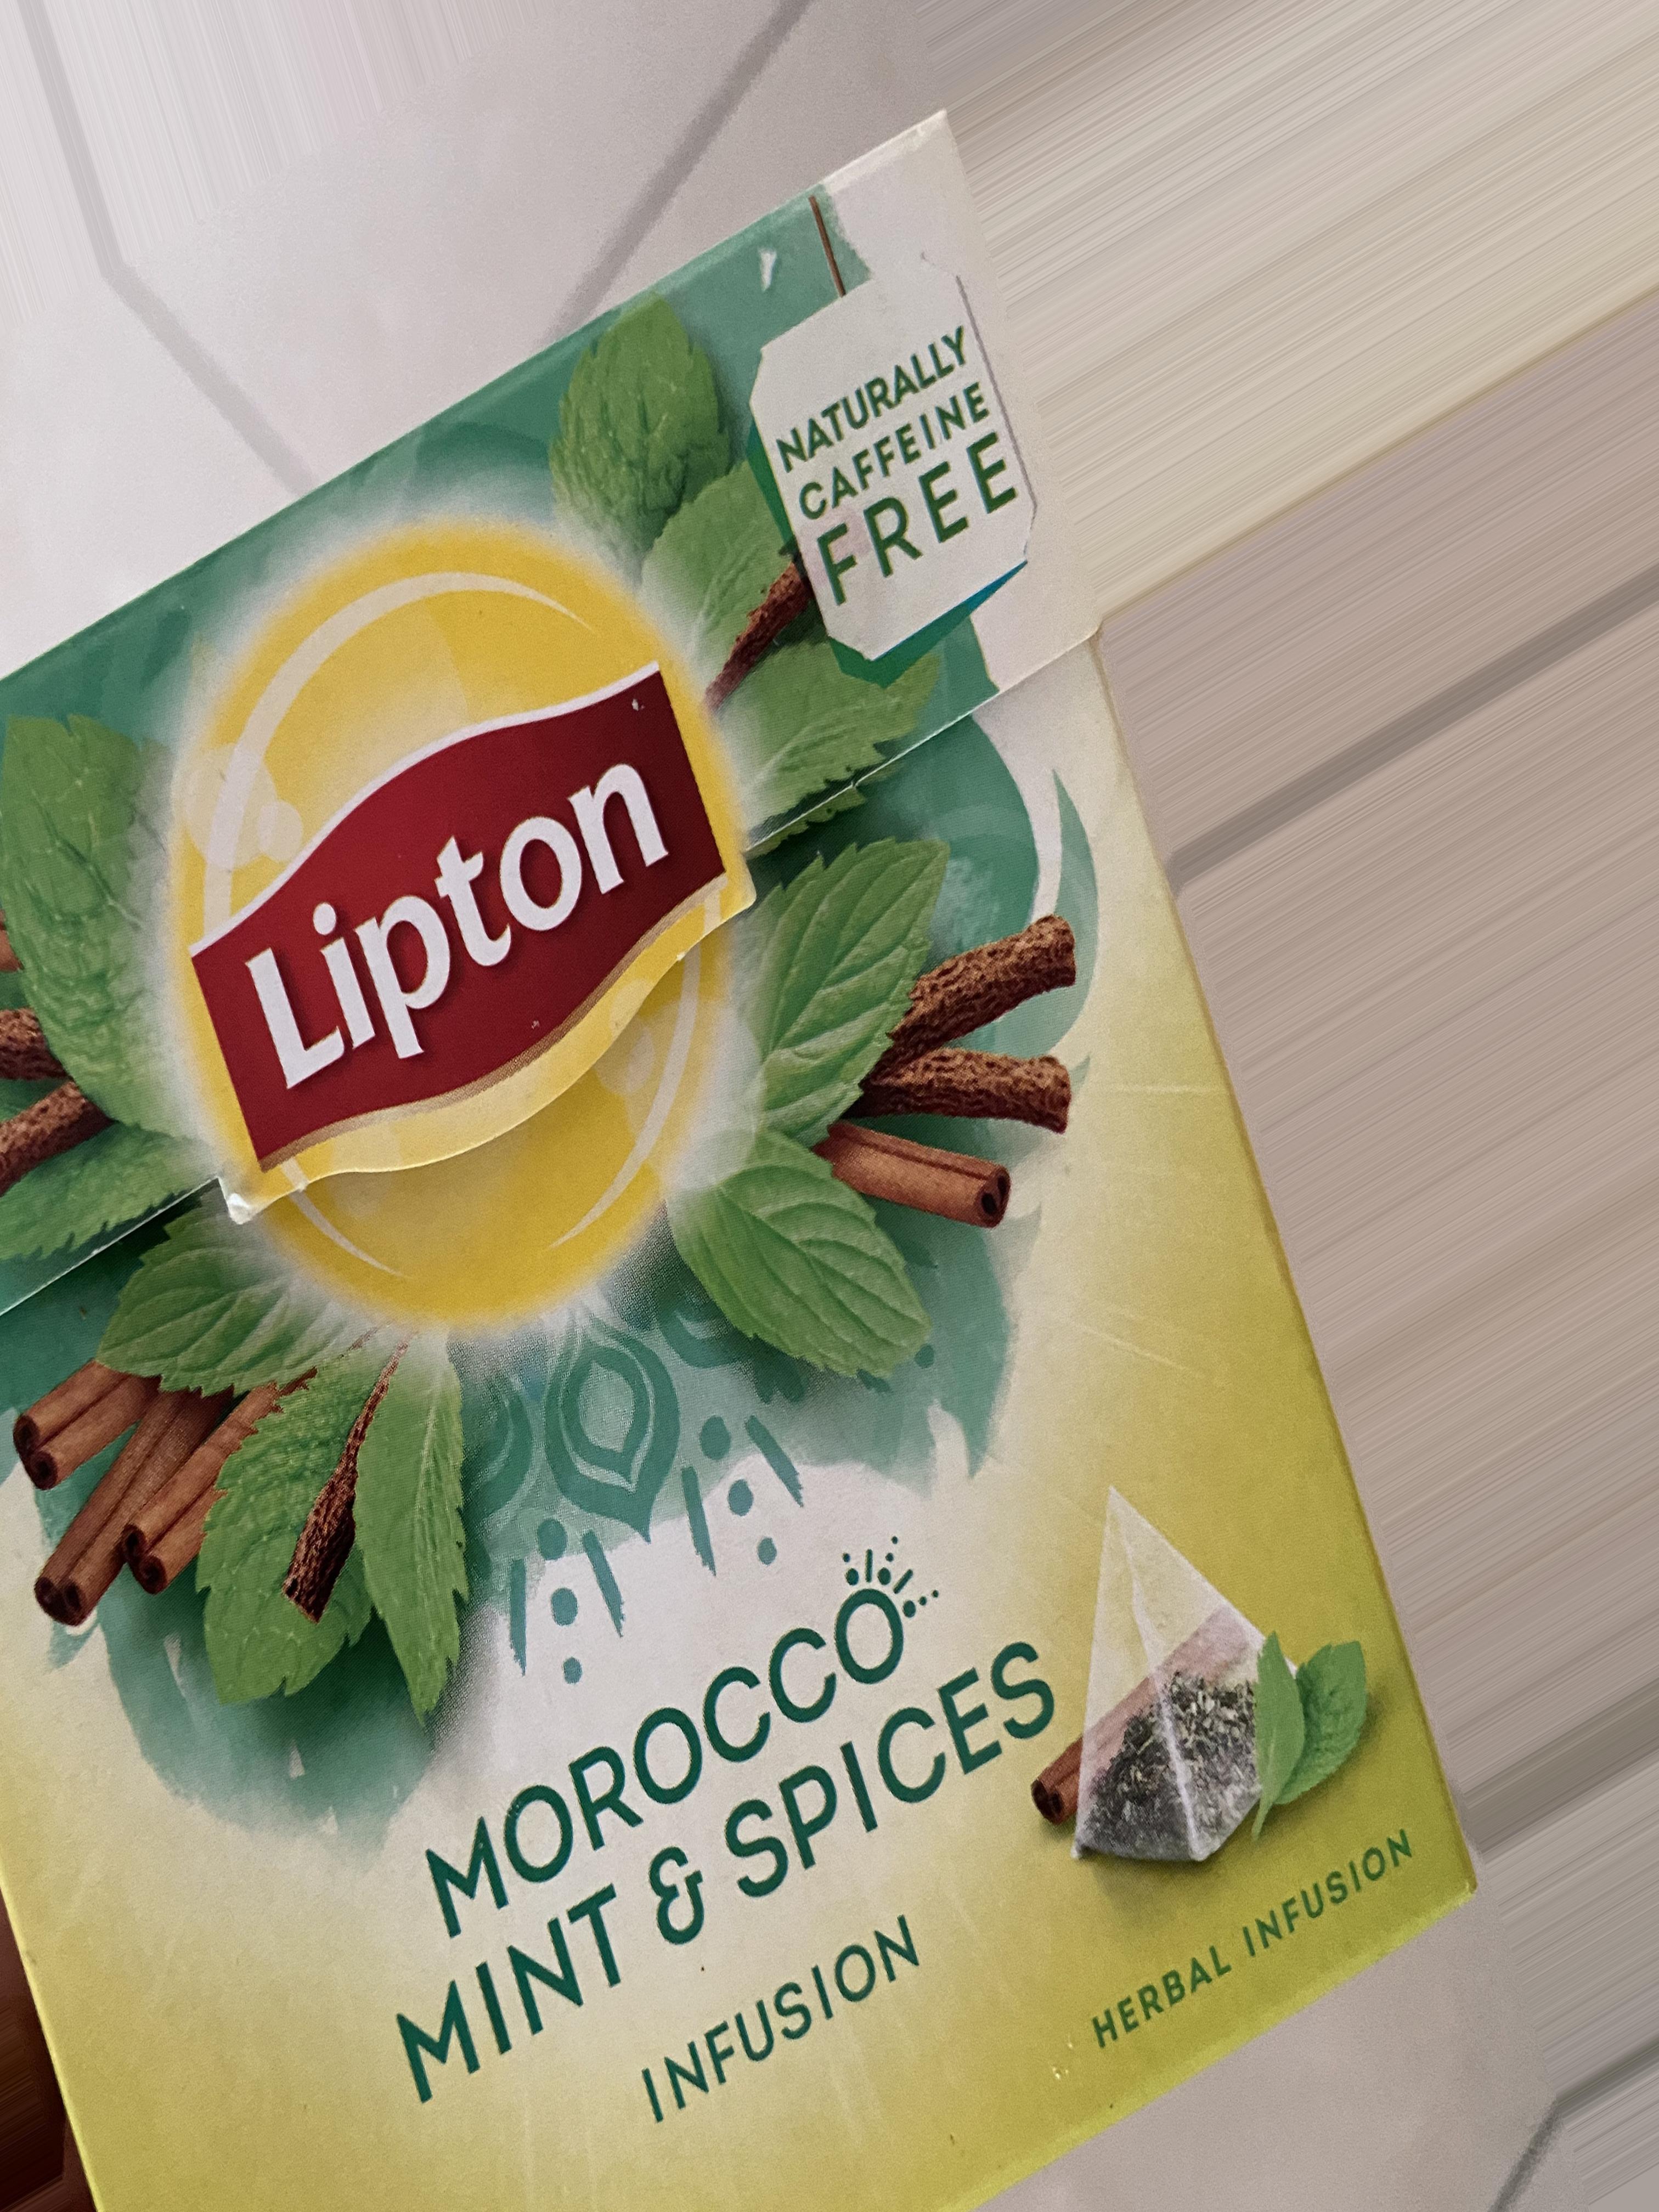 NATURALLY
CAFFEINE
FREE
Lipton
MOROCCO
MINT & SPICES
INFUSION
HERBAL INFUSION